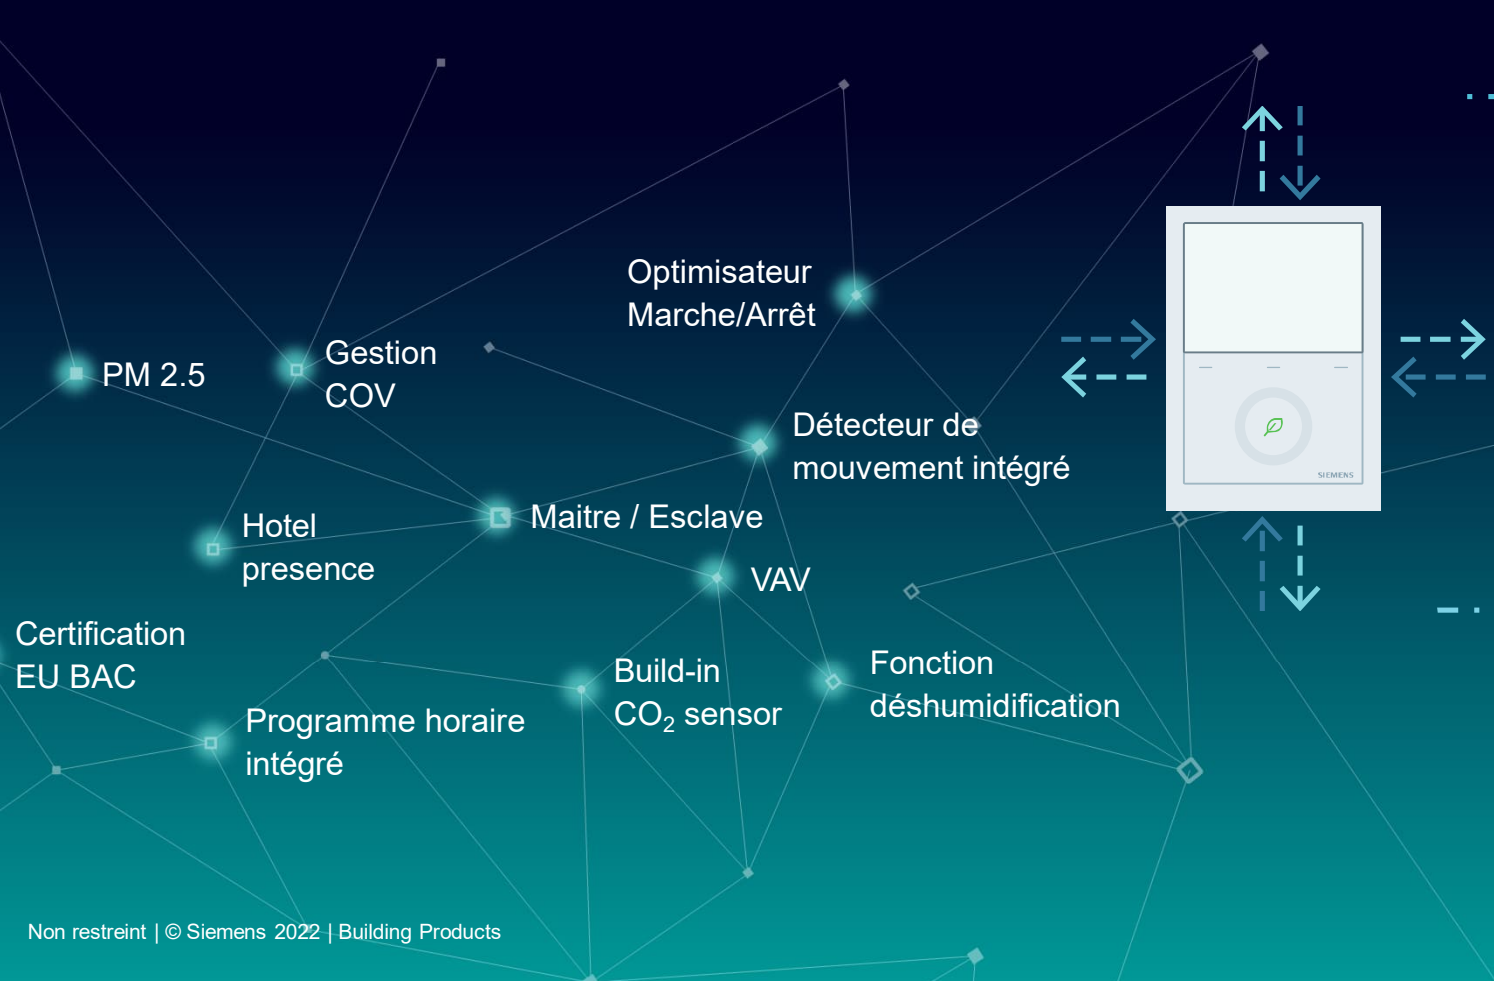 Optimisateur
Marche/Arrêt
PM 2.5
Gestion
COV
Détecteur de
mouvement intégré
Hotel
presence
Maitre / Esclave
VAV
Certification
EU BAC
Programme horaire
intégré
Build-in
CO₂ sensor
Fonction
déshumidification
SIEMENS
Non restreint | © Siemens 2022 | Building Products